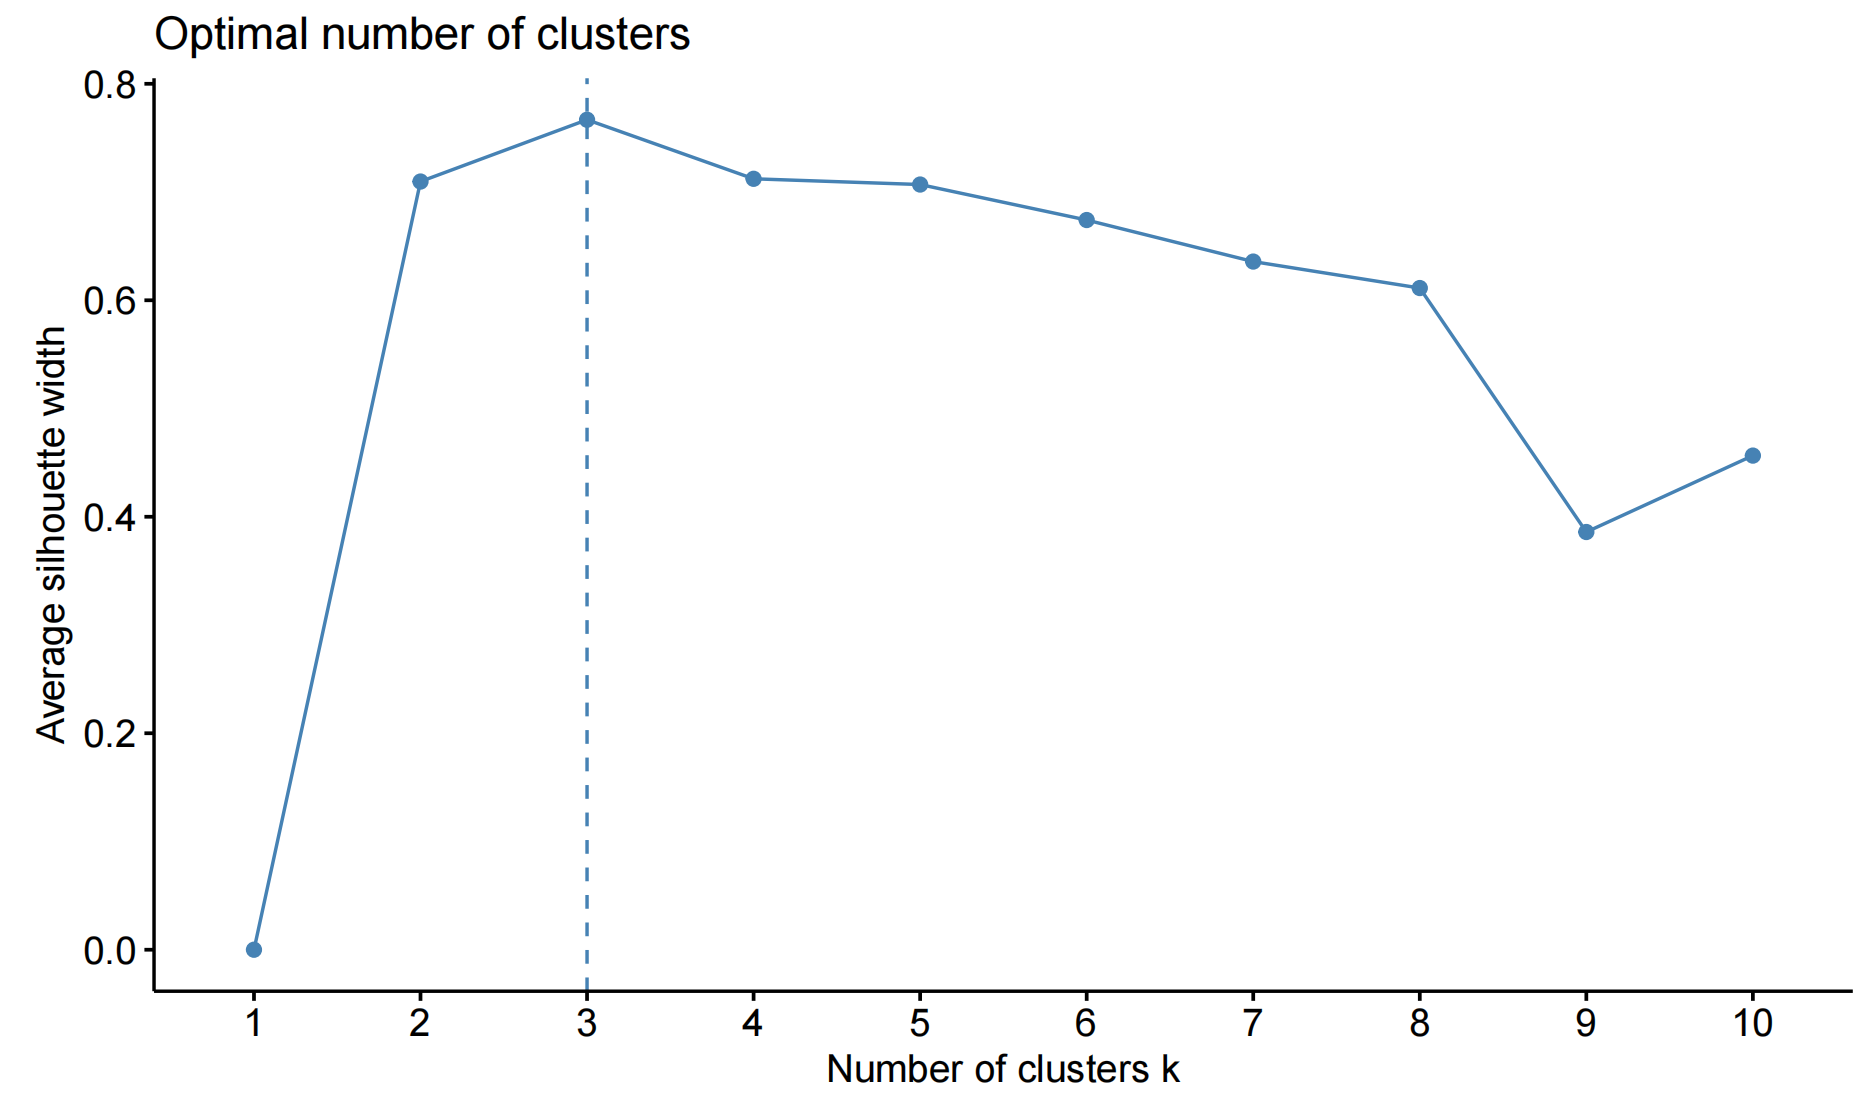 Optimal number of clusters
0.8
0.6
0.4
0.2
0.0
Average silhouette width
1 2 3 4 5 6 7 8 9 10
Number of clusters k